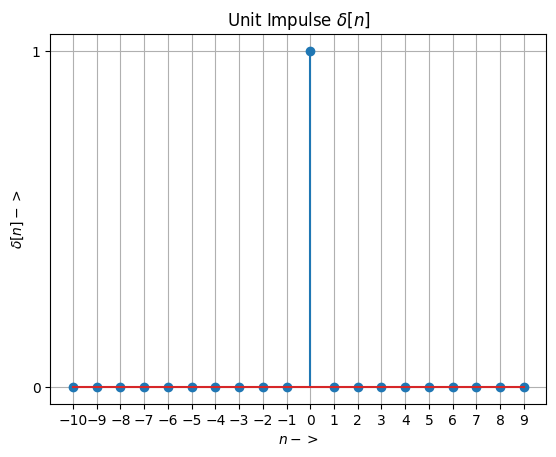 Unit Impulse δ[n]
1
δ[n]− >
0
−10 −9 −8 −7 −6 −5 −4 −3 −2 −1 0 1 2 3 4 5 6 7 8 9
n− >